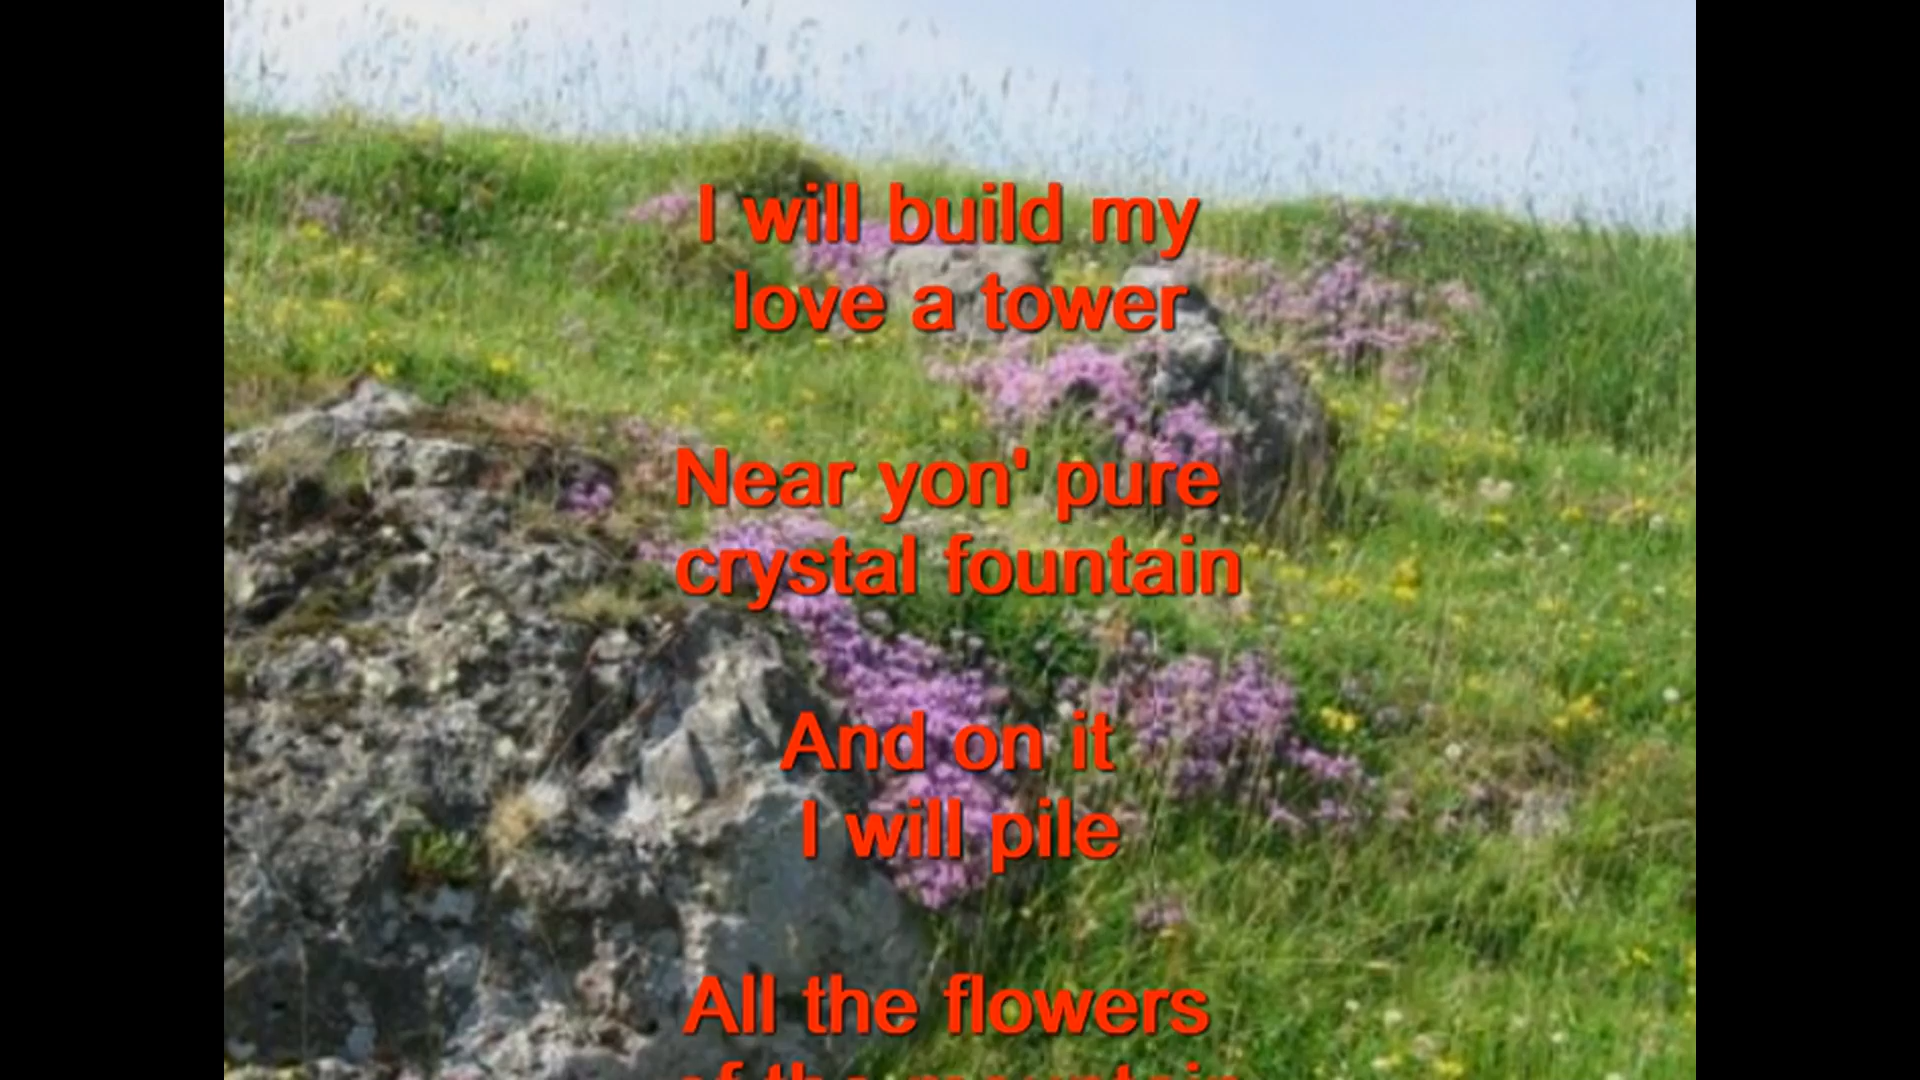 I will build my
love a tower
Near yon' pure
crystal fountain
And on it
I will pile
All the flowers
of the mountain